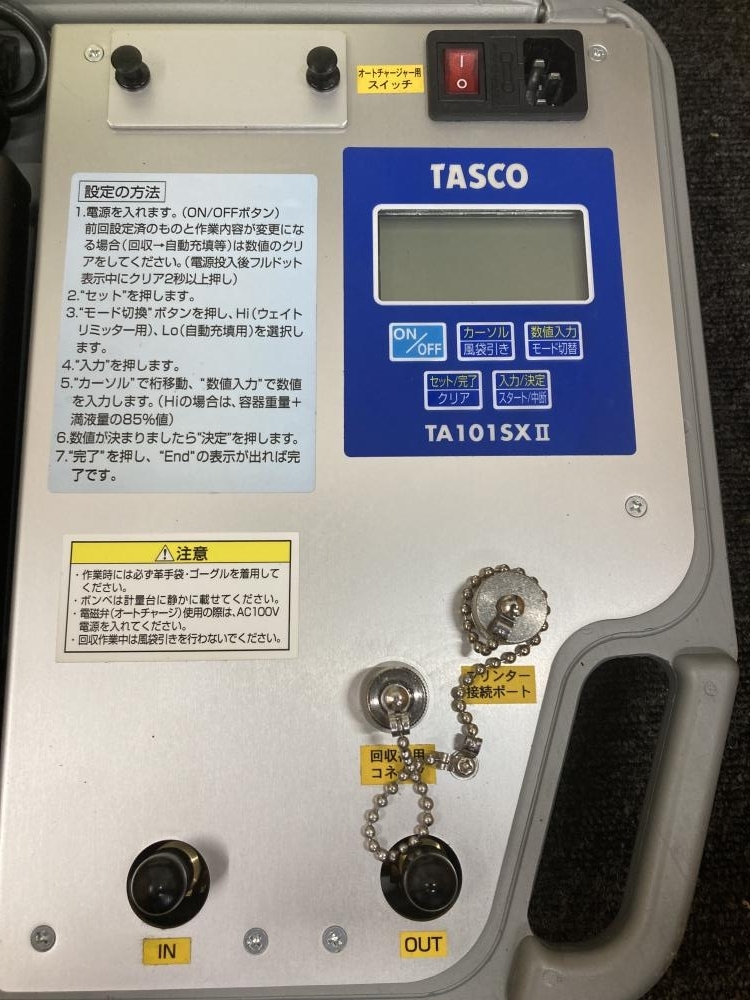 オートチャージャー用
スイッチ
I
O
TASCO
ON/OFF
カーソル
風袋引き
数値入力
モード切替
セット/完了
クリア
入力/決定
スタート/中断
TA101SXⅡ
設定の方法
1.電源を入れます。(ON/OFFボタン)
前回設定済のものと作業内容が変更にな
る場合(回収→自動充填等)は数値のクリ
アをしてください。(電源投入後フルドット
表示中にクリア2秒以上押し)
2."セット"を押します。
3."モード切換"ボタンを押し、Hi(ウェイト
リミッター用)、Lo(自動充填用)を選択し
ます。
4."入力"を押します。
5."カーソル"で桁移動、"数値入力"で数値
を入力します。(Hiの場合は、容器重量+
満液量の85%値)
6.数値が決まりましたら"決定"を押します。
7."完了"を押し、"End"の表示が出れば完
了です。
⚠注意
・作業時には必ず革手袋・ゴーグルを着用して
ください。
・ボンベは計量台に静かに載せてください。
・電磁弁(オートチャージ)使用の際は、AC100V
電源を入れてください。
・回収作業中は風袋引きを行わないでください。
プリンター
接続ポート
回収 用
コネ
IN
OUT